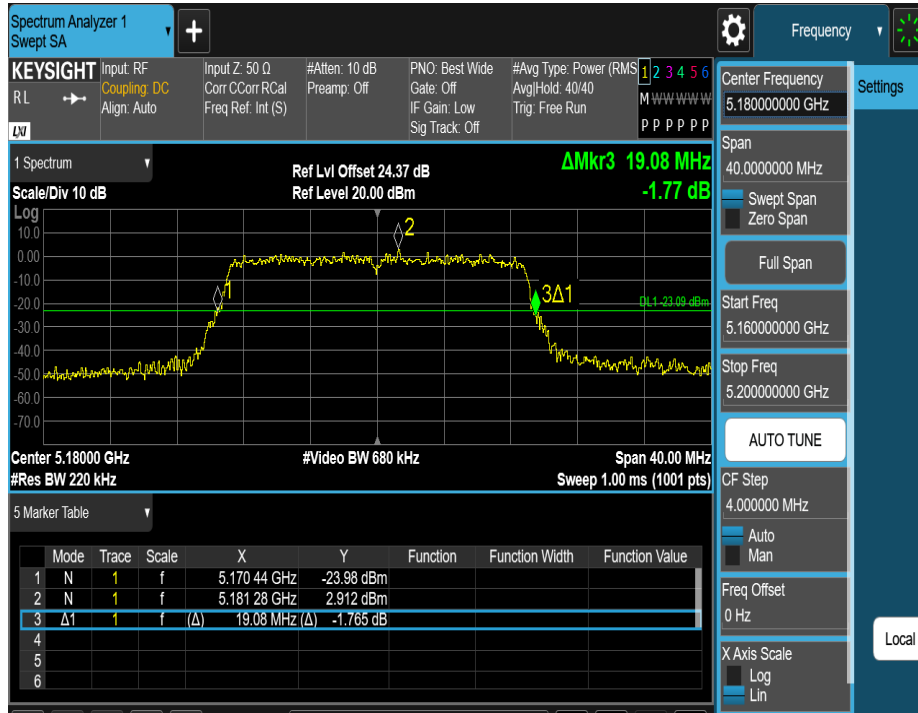 Spectrum Analyzer 1
Swept SA
+
Frequency
KEYSIGHT
RL
LXI
Input: RF
Coupling: DC
Align: Auto
Input Z: 50 Ω
Corr CCorr RCal
Freq Ref: Int (S)
#Atten: 10 dB
Preamp: Off
PNO: Best Wide
Gate: Off
IF Gain: Low
Sig Track: Off
#Avg Type: Power (RMS
Avg|Hold: 40/40
Trig: Free Run
1 2 3 4 5 6
M W W W W W
P P P P P P
Center Frequency
5.180000000 GHz
Settings
Span
40.0000000 MHz
Swept Span
Zero Span
Full Span
Start Freq
5.160000000 GHz
Stop Freq
5.200000000 GHz
AUTO TUNE
CF Step
4.000000 MHz
Auto
Man
Freq Offset
0 Hz
X Axis Scale
Log
Lin
Local
1 Spectrum
Scale/Div 10 dB
Ref Lvl Offset 24.37 dB
Ref Level 20.00 dBm
ΔMkr3 19.08 MHz
-1.77 dB
Log
10.0
0.00
-10.0
-20.0
-30.0
-40.0
-50.0
-60.0
-70.0
1
2
3Δ1
DL1 -23.09 dBm
Center 5.18000 GHz
#Video BW 680 kHz
Span 40.00 MHz
#Res BW 220 kHz
Sweep 1.00 ms (1001 pts)
5 Marker Table
Mode Trace Scale X Y Function Function Width Function Value
1 N 1 f 5.170 44 GHz -23.98 dBm
2 N 1 f 5.181 28 GHz 2.912 dBm
3 Δ1 1 f (Δ) 19.08 MHz (Δ) -1.765 dB
4
5
6